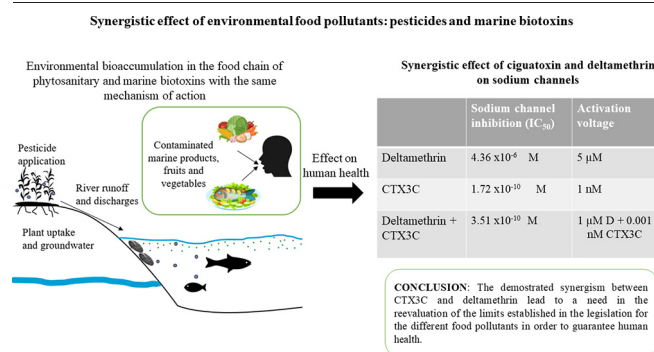 Synergistic effect of environmental food pollutants: pesticides and marine biotoxins
Environmental bioaccumulation in the food chain of
phytosanitary and marine biotoxins with the same
mechanism of action
Pesticide
application
River runoff
and discharges
Plant uptake
and groundwater
Contaminated
marine products,
fruits and
vegetables
Effect on
human health
Synergistic effect of ciguatoxin and deltamethrin
on sodium channels
Sodium channel
inhibition (IC50)
Activation
voltage
Deltamethrin 4.36 x10-6 M 5 µM
CTX3C 1.72 x10-10 M 1 nM
Deltamethrin + 3.51 x10-10 M 1 µM D + 0.001
CTX3C nM CTX3C
CONCLUSION: The demostrated synergism between
CTX3C and deltamethrin lead to a need in the
reevaluation of the limits established in the legislation for
the different food pollutants in order to guarantee human
health.